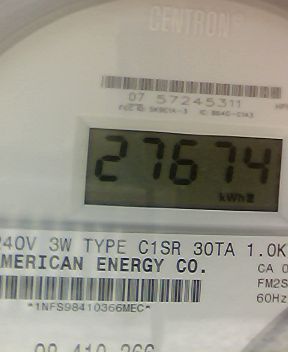 CENTRON®
07 57245311
27674
kWh
240V 3W TYPE C1SR 30TA 1.0K
AMERICAN ENERGY CO.
CA 0
FM2S
60Hz
*1NFS98410366MEC*